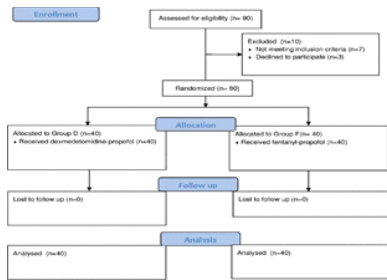 Enrollment
Assessed for eligibility (n= 90)
Excluded (n=10)
• Not meeting inclusion criteria (n=7)
• Declined to participate (n=3)
Randomized (n= 80)
Allocation
Allocated to Group D (n=40)
• Received dexmedetomidine-propofol (n=40)
Allocated to Group F(n= 40)
• Received fentanyl-propofol (n=40)
Follow up
Lost to follow up (n=0)
Lost to follow up (n=0)
Analysis
Analysed (n=40)
Analysed (n=40)